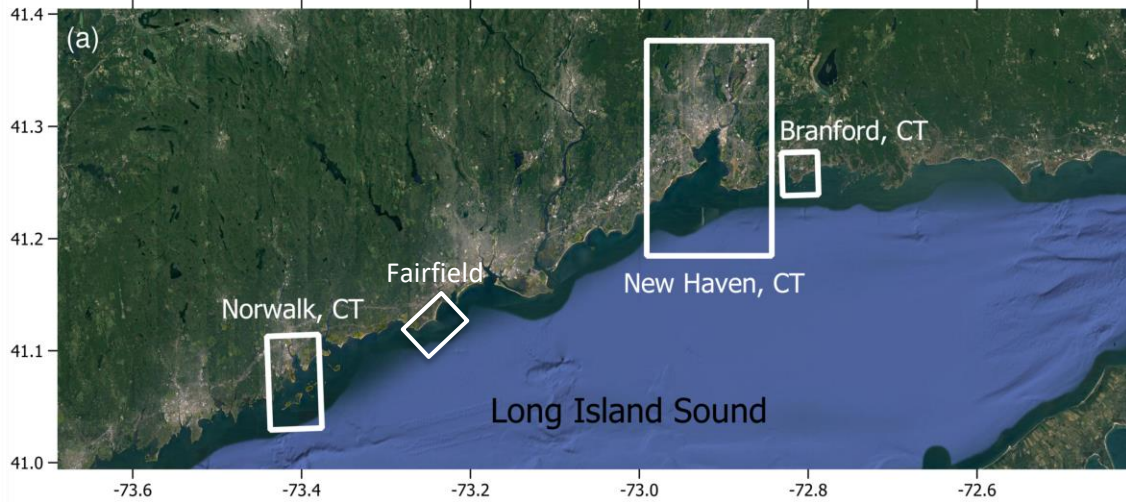 (a)
41.4
41.3
41.2
41.1
41.0
Branford, CT
New Haven, CT
Fairfield
Norwalk, CT
Long Island Sound
-73.6
-73.4
-73.2
-73.0
-72.8
-72.6